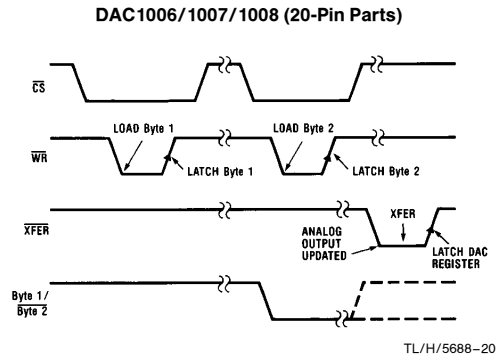 DAC1006/1007/1008 (20-Pin Parts)
CS
LOAD Byte 1
LOAD Byte 2
WR
LATCH Byte 1
LATCH Byte 2
XFER
XFER
ANALOG
OUTPUT
UPDATED
LATCH DAC
REGISTER
Byte 1/
Byte 2
TL/H/5688–20